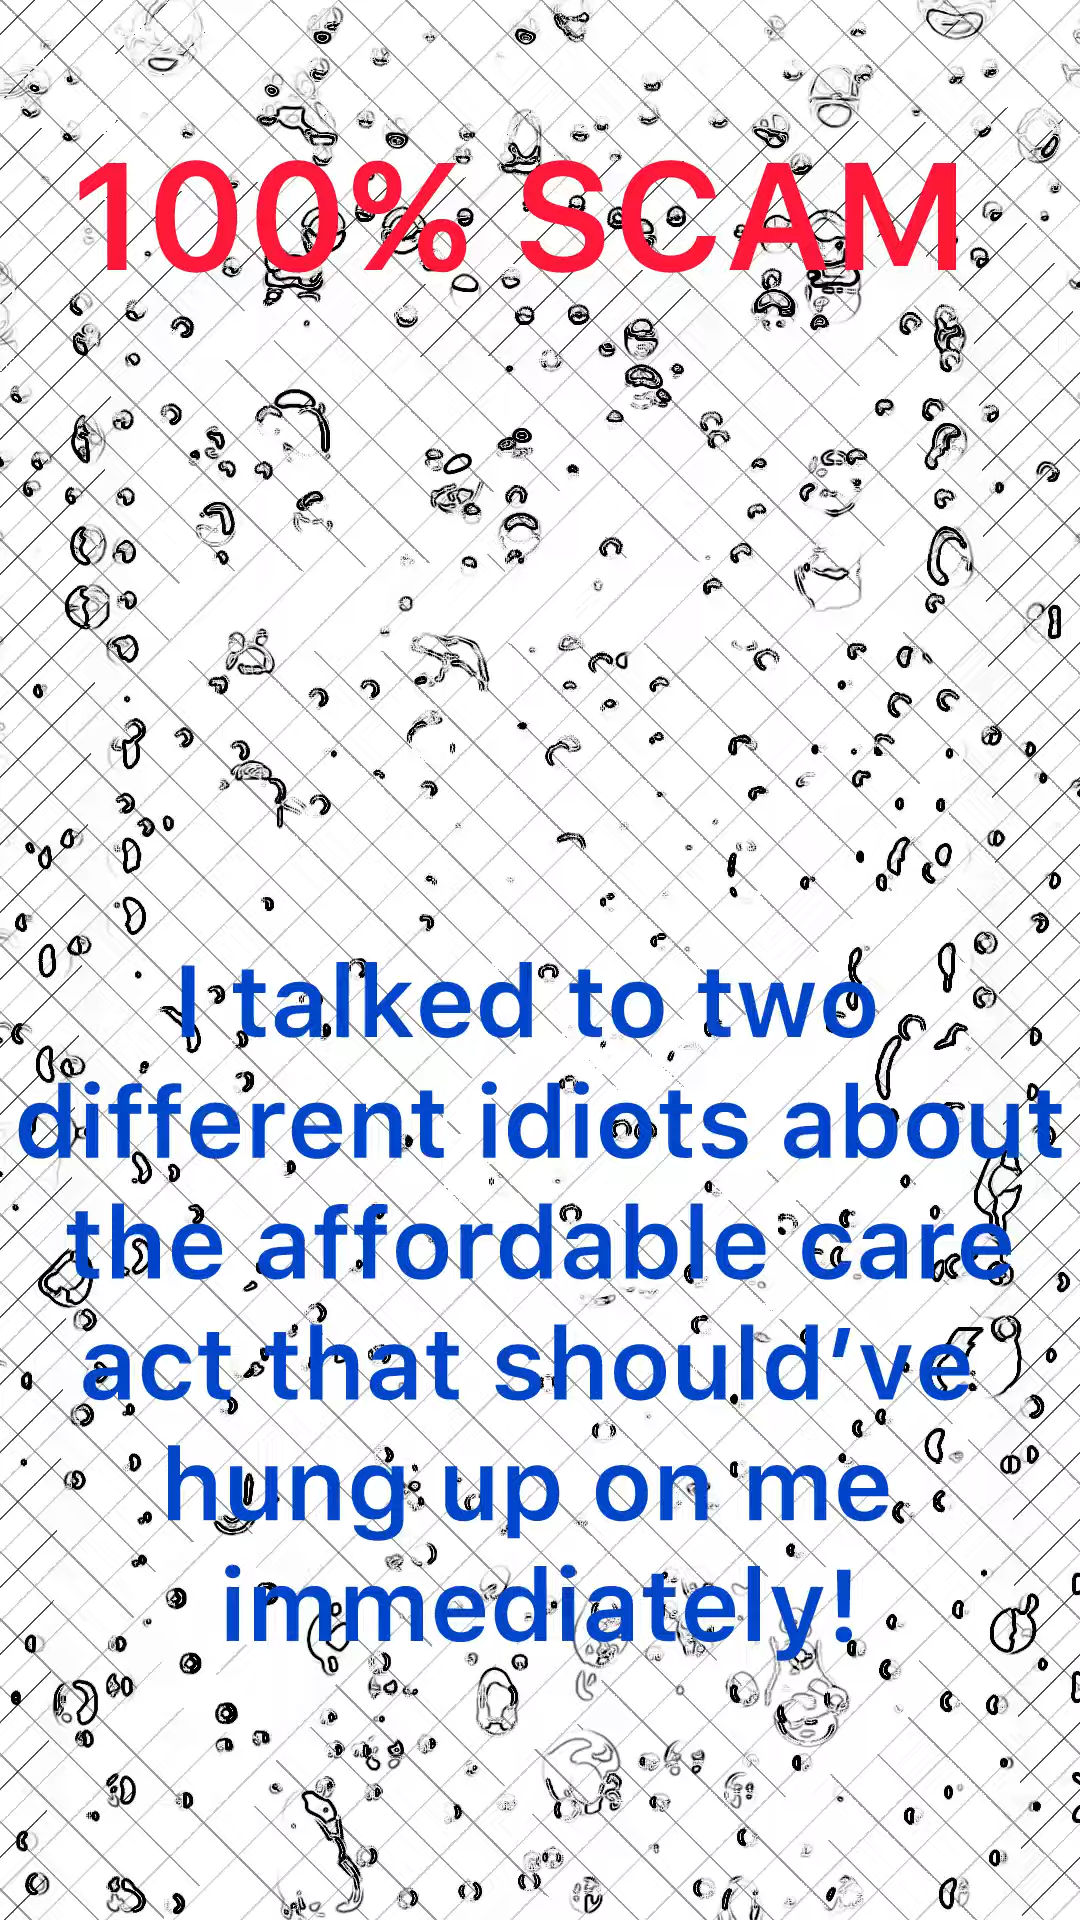 100% SCAM
I talked to two
different idiots about
the affordable care
act that should’ve
hung up on me
immediately!